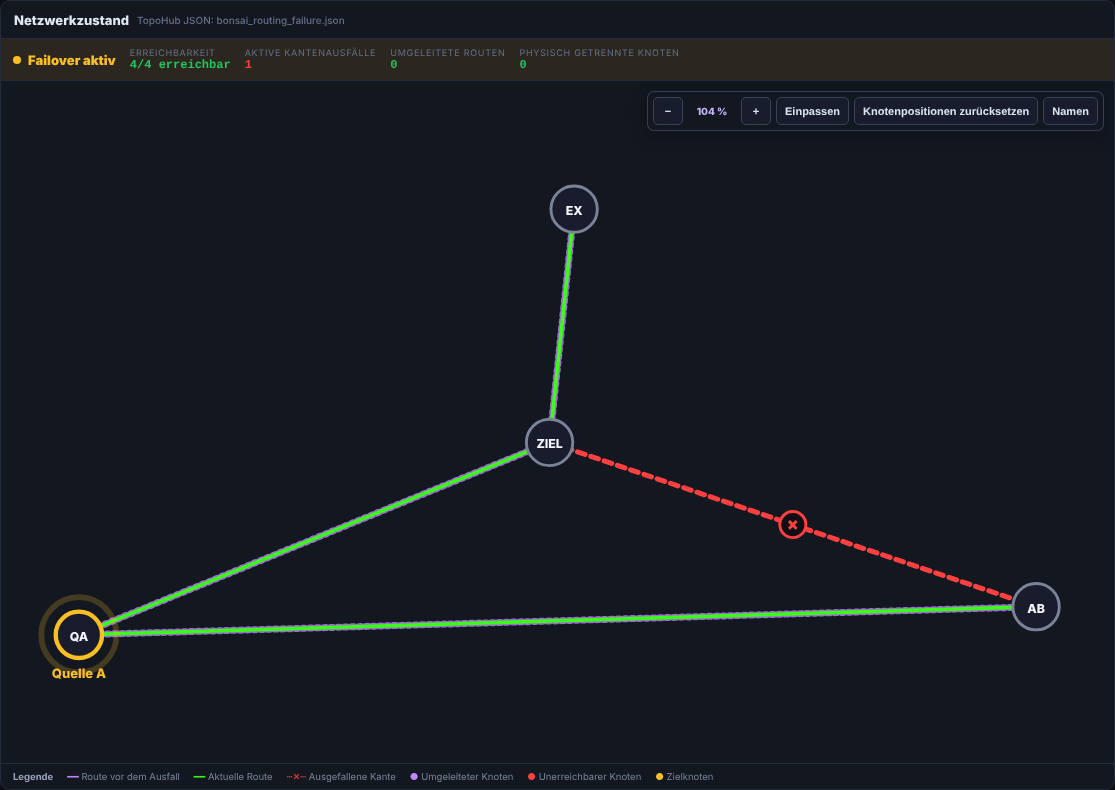 Netzwerkzustand TopoHub JSON: bonsai_routing_failure.json
Failover aktiv
ERREICHBARKEIT
4/4 erreichbar
AKTIVE KANTENAUSFÄLLE
1
UMGELEITETE ROUTEN
0
PHYSISCH GETRENNTE KNOTEN
0
− 104 % + Einpassen Knotenpositionen zurücksetzen Namen
EX
ZIEL
AB
QA
Quelle A
Legende Route vor dem Ausfall Aktuelle Route Ausgefallene Kante Umgeleiteter Knoten Unerreichbarer Knoten Zielknoten